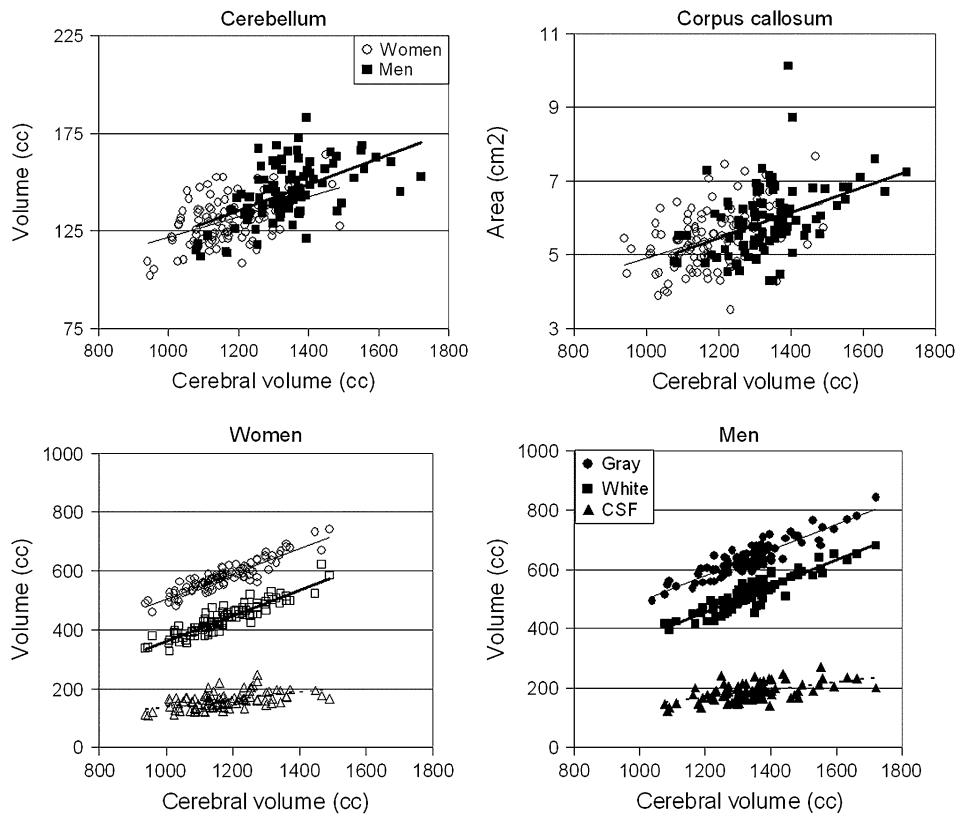 Cerebellum
225
175
125
75
Volume (cc)
Women
Men
800 1000 1200 1400 1600 1800
Cerebral volume (cc)
Corpus callosum
11
9
7
5
3
Area (cm2)
800 1000 1200 1400 1600 1800
Cerebral volume (cc)
Women
1000
800
600
400
200
0
Volume (cc)
800 1000 1200 1400 1600 1800
Cerebral volume (cc)
Men
1000
800
600
400
200
0
Volume (cc)
Gray
White
CSF
800 1000 1200 1400 1600 1800
Cerebral volume (cc)